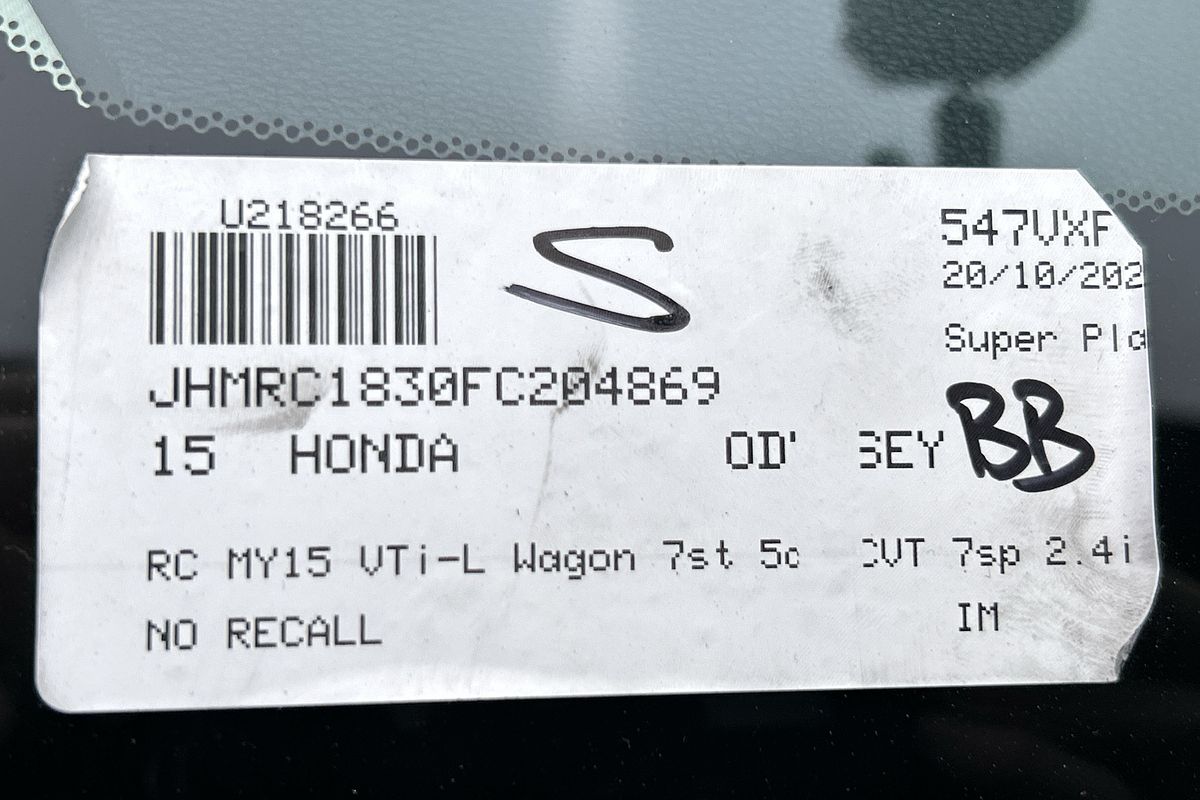 U218266
S
547VXF
20/10/202
Super Pla
JHMRC1830FC204869
15 HONDA OD' SEY BB
RC MY15 VTi-L Wagon 7st 5c CVT 7sp 2.4i
NO RECALL IM